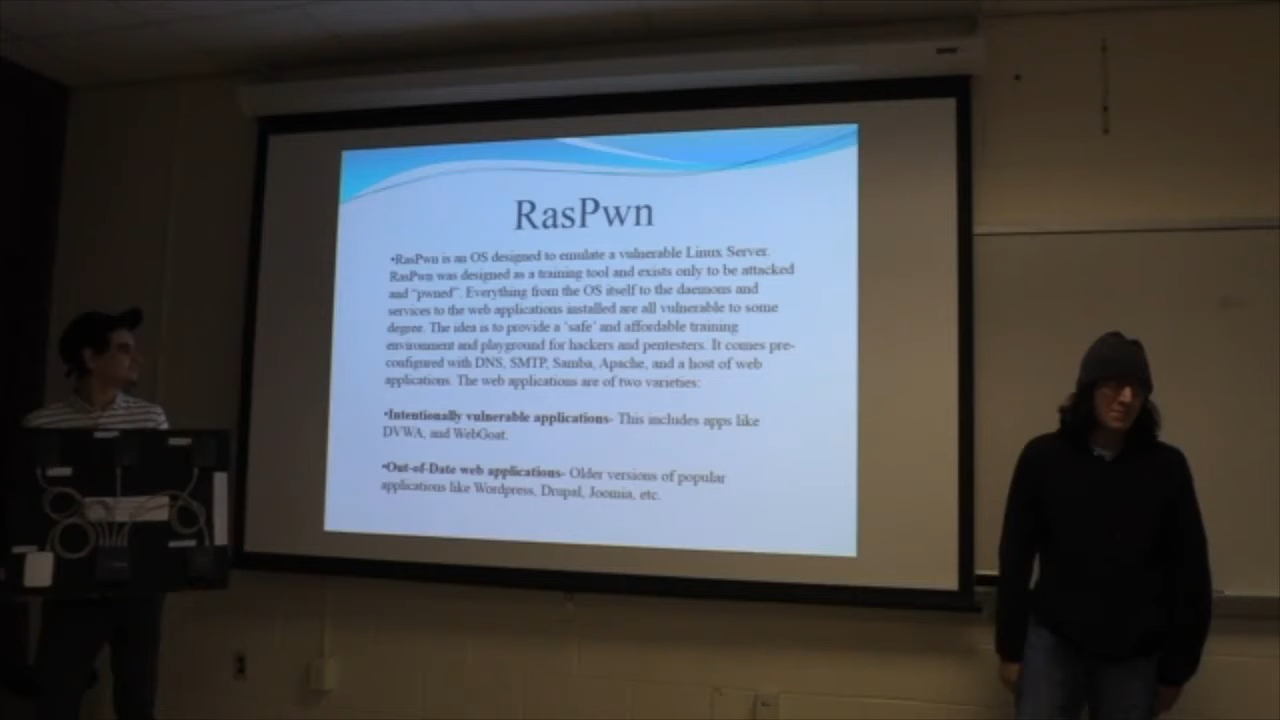 RasPwn
•RasPwn is an OS designed to emulate a vulnerable Linux Server.
RasPwn was designed as a training tool and exists only to be attacked
and “pwned”. Everything from the OS itself to the daemons and
services to the web applications installed are all vulnerable to some
degree. The idea is to provide a ‘safe’ and affordable training
environment and playground for hackers and pentesters. It comes pre-
configured with DNS, SMTP, Samba, Apache, and a host of web
applications. The web applications are of two varieties:
•Intentionally vulnerable applications- This includes apps like
DVWA, and WebGoat.
•Out-of-Date web applications- Older versions of popular
applications like Wordpress, Drupal, Joomla, etc.